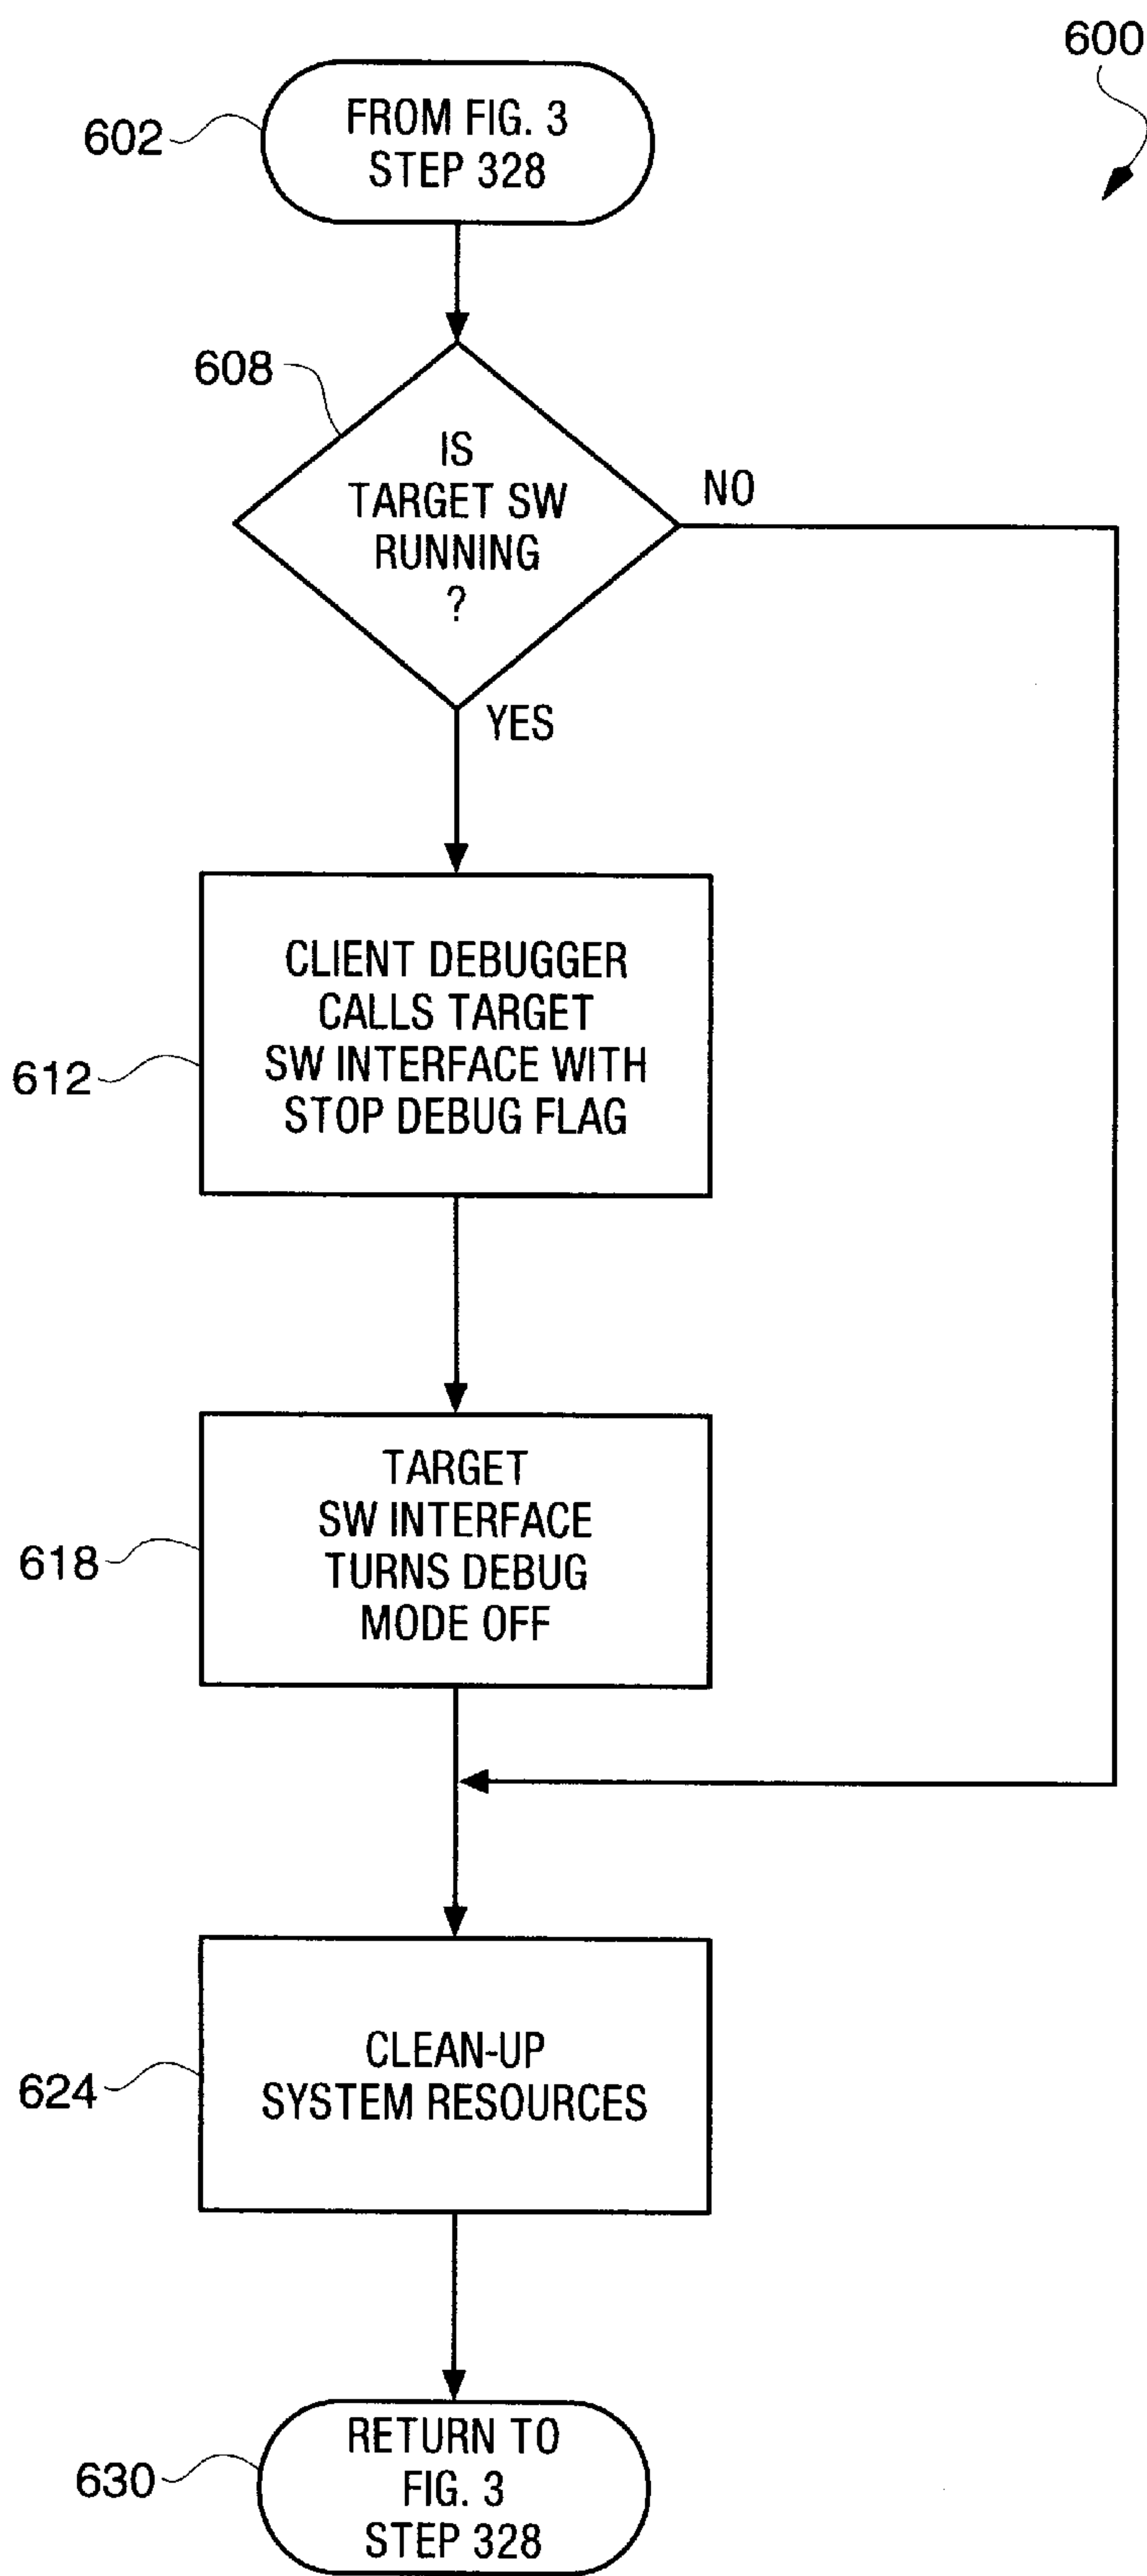 600
602
FROM FIG. 3
STEP 328
608
IS
TARGET SW
RUNNING
?
NO
YES
612
CLIENT DEBUGGER
CALLS TARGET
SW INTERFACE WITH
STOP DEBUG FLAG
618
TARGET
SW INTERFACE
TURNS DEBUG
MODE OFF
624
CLEAN-UP
SYSTEM RESOURCES
630
RETURN TO
FIG. 3
STEP 328